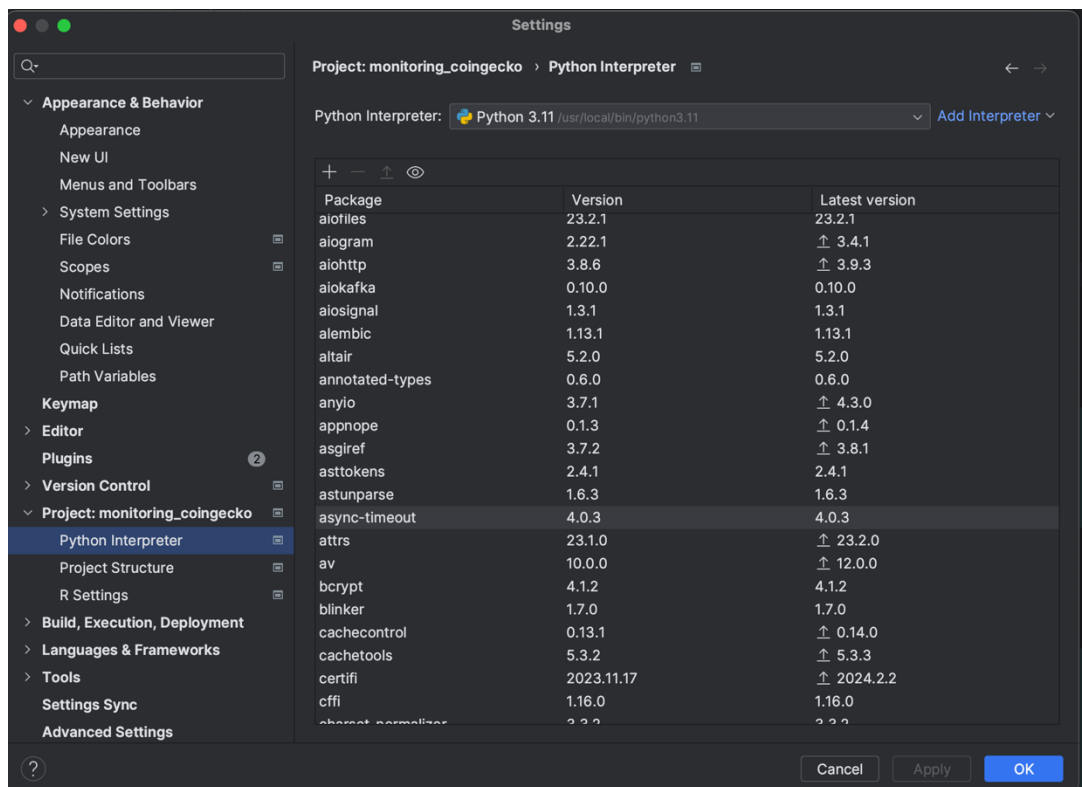 Settings
Appearance & Behavior
Appearance
New UI
Menus and Toolbars
System Settings
File Colors
Scopes
Notifications
Data Editor and Viewer
Quick Lists
Path Variables
Keymap
Editor
Plugins 2
Version Control
Project: monitoring_coingecko
Python Interpreter
Project Structure
R Settings
Build, Execution, Deployment
Languages & Frameworks
Tools
Settings Sync
Advanced Settings
?
Project: monitoring_coingecko › Python Interpreter
Python Interpreter: Python 3.11 /usr/local/bin/python3.11 Add Interpreter
Package Version Latest version
aiofiles 23.2.1 23.2.1
aiogram 2.22.1 3.4.1
aiohttp 3.8.6 3.9.3
aiokafka 0.10.0 0.10.0
aiosignal 1.3.1 1.3.1
alembic 1.13.1 1.13.1
altair 5.2.0 5.2.0
annotated-types 0.6.0 0.6.0
anyio 3.7.1 4.3.0
appnope 0.1.3 0.1.4
asgiref 3.7.2 3.8.1
asttokens 2.4.1 2.4.1
astunparse 1.6.3 1.6.3
async-timeout 4.0.3 4.0.3
attrs 23.1.0 23.2.0
av 10.0.0 12.0.0
bcrypt 4.1.2 4.1.2
blinker 1.7.0 1.7.0
cachecontrol 0.13.1 0.14.0
cachetools 5.3.2 5.3.3
certifi 2023.11.17 2024.2.2
cffi 1.16.0 1.16.0
charset-normalizer 3.3.2 3.3.2
Cancel Apply OK